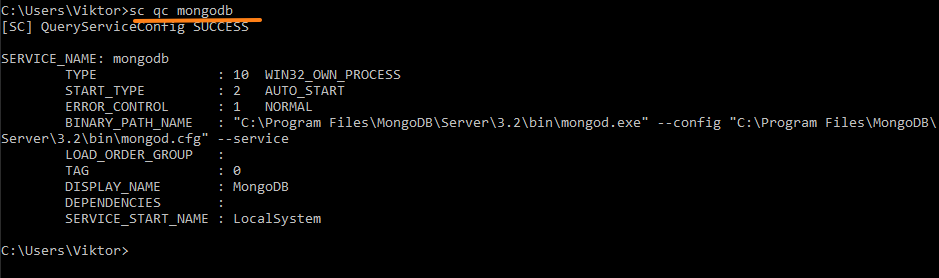 C:\Users\Viktor>sc qc mongodb
[SC] QueryServiceConfig SUCCESS
SERVICE_NAME: mongodb
TYPE : 10 WIN32_OWN_PROCESS
START_TYPE : 2 AUTO_START
ERROR_CONTROL : 1 NORMAL
BINARY_PATH_NAME : "C:\Program Files\MongoDB\Server\3.2\bin\mongod.exe" --config "C:\Program Files\MongoDB\
Server\3.2\bin\mongod.cfg" --service
LOAD_ORDER_GROUP :
TAG : 0
DISPLAY_NAME : MongoDB
DEPENDENCIES :
SERVICE_START_NAME : LocalSystem
C:\Users\Viktor>